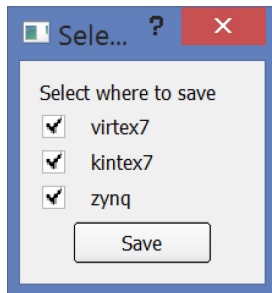 Sele... ?
Select where to save
virtex7
kintex7
zynq
Save